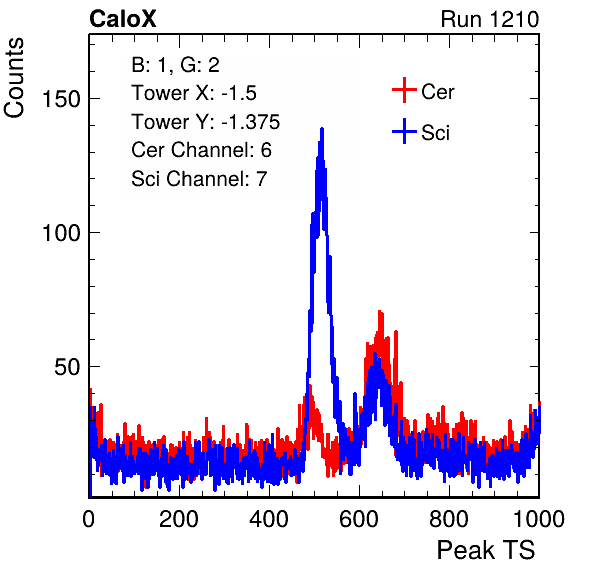 CaloX Run 1210
Counts
B: 1, G: 2
Tower X: -1.5
Tower Y: -1.375
Cer Channel: 6
Sci Channel: 7
Cer
Sci
150
100
50
0 200 400 600 800 1000
Peak TS